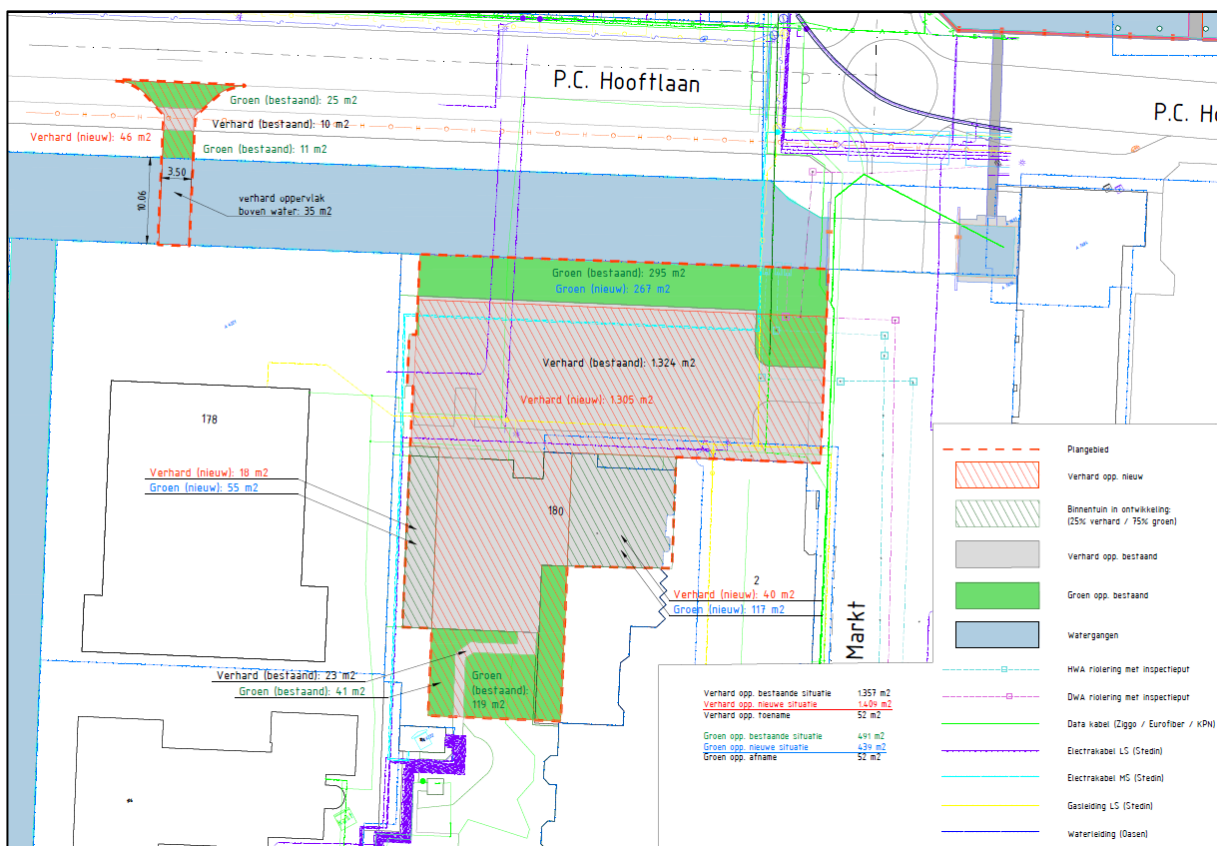 P.C. Hooftlaan
Groen (bestaand): 25 m2
Verhard (bestaand): 10 m2
Verhard (nieuw): 46 m2
Groen (bestaand): 11 m2
3.50
10.06
verhard oppervlak
boven water: 35 m2
Groen (bestaand): 295 m2
Groen (nieuw): 267 m2
Verhard (bestaand): 1.324 m2
Verhard (nieuw): 1.305 m2
178
Verhard (nieuw): 18 m2
Groen (nieuw): 55 m2
180
2
Verhard (nieuw): 40 m2
Groen (nieuw): 117 m2
Markt
Verhard (bestaand): 23 m2
Groen (bestaand): 41 m2
Groen
(bestaand):
119 m2
Verhard opp. bestaande situatie 1.357 m2
Verhard opp. nieuwe situatie 1.409 m2
Verhard opp. toename 52 m2
Groen opp. bestaande situatie 491 m2
Groen opp. nieuwe situatie 439 m2
Groen opp. afname 52 m2
Plangebied
Verhard opp. nieuw
Binnentuin in ontwikkeling:
(25% verhard / 75% groen)
Verhard opp. bestaand
Groen opp. bestaand
Watergangen
HWA riolering met inspectieput
DWA riolering met inspectieput
Data kabel (Ziggo / Eurofiber / KPN)
Electrakabel LS (Stedin)
Electrakabel MS (Stedin)
Gasleiding LS (Stedin)
Waterleiding (Oasen)